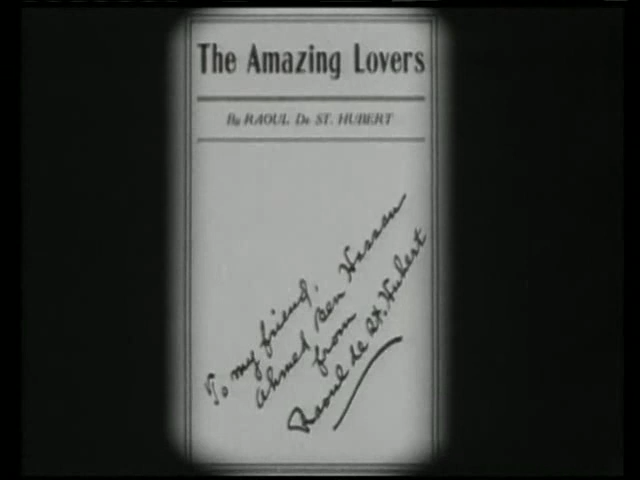 The Amazing Lovers
By RAOUL De ST. HUBERT
To my friend,
Ahmed Ben Hassan
from
Raoul de St. Hubert